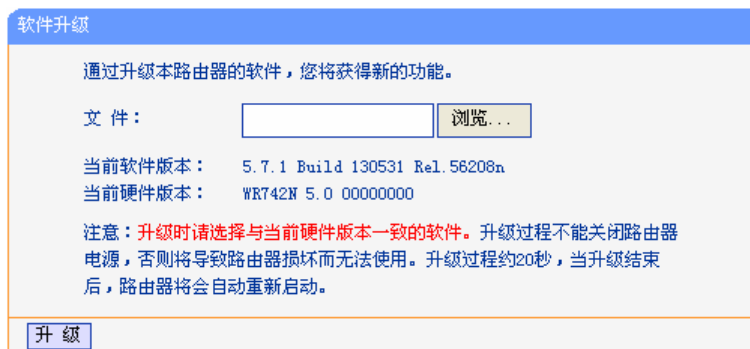 软件升级
通过升级本路由器的软件，您将获得新的功能。
文 件： 浏览...
当前软件版本： 5.7.1 Build 130531 Rel.56208n
当前硬件版本： WR742N 5.0 00000000
注意：升级时请选择与当前硬件版本一致的软件。升级过程不能关闭路由器
电源，否则将导致路由器损坏而无法使用。升级过程约20秒，当升级结束
后，路由器将会自动重新启动。
升 级